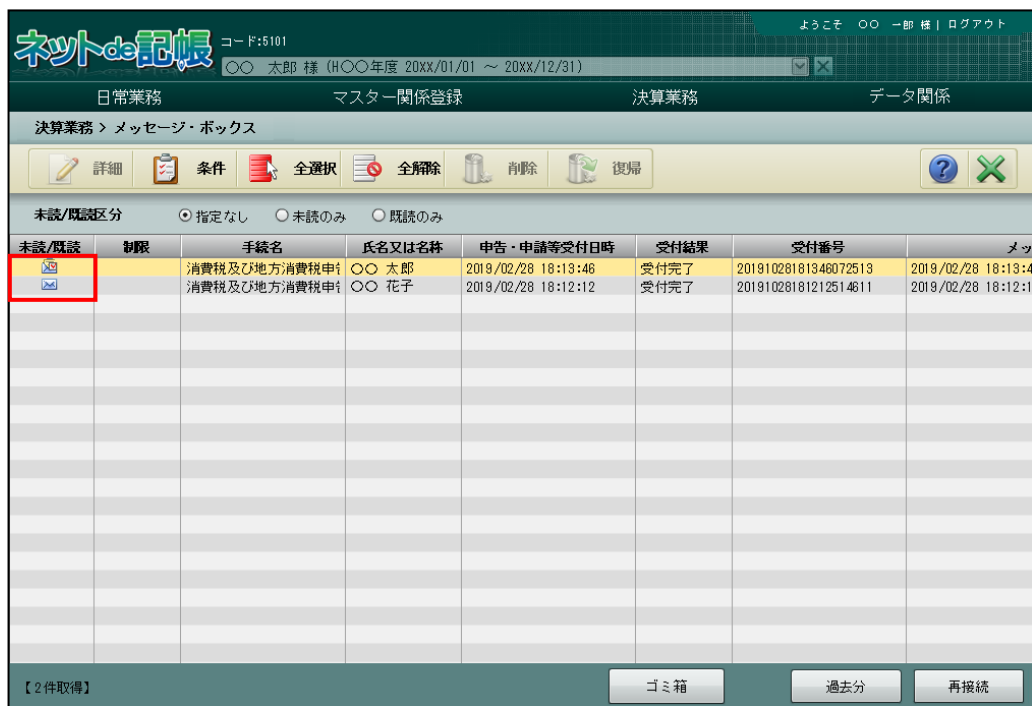 ようこそ 〇〇 一郎 様 | ログアウト
ネットde記帳
コード:5101
〇〇 太郎 様 (H〇〇年度 20XX/01/01 ～ 20XX/12/31)
日常業務 マスター関係登録 決算業務 データ関係
決算業務 > メッセージ・ボックス
詳細 条件 全選択 全解除 削除 復帰
未読/既読区分 指定なし 未読のみ 既読のみ
未読/既読 制限 手続名 氏名又は名称 申告・申請等受付日時 受付結果 受付番号 メッ
消費税及び地方消費税申 〇〇 太郎 2019/02/28 18:13:46 受付完了 20191028181346072513 2019/02/28 18:13:4
消費税及び地方消費税申 〇〇 花子 2019/02/28 18:12:12 受付完了 20191028181212514611 2019/02/28 18:12:1
【2件取得】 ゴミ箱 過去分 再接続